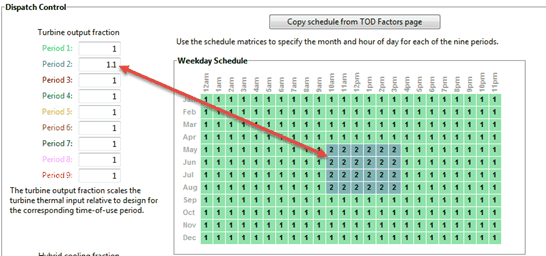 Dispatch Control
Copy schedule from TOD Factors page
Turbine output fraction
Period 1: 1
Period 2: 1.1
Period 3: 1
Period 4: 1
Period 5: 1
Period 6: 1
Period 7: 1
Period 8: 1
Period 9: 1
The turbine output fraction scales the
turbine thermal input relative to design for
the corresponding time-of-use period.
Hybrid cooling fraction
Use the schedule matrices to specify the month and hour of day for each of the nine periods.
Weekday Schedule
12am 1am 2am 3am 4am 5am 6am 7am 8am 9am 10am 11am 12pm 1pm 2pm 3pm 4pm 5pm 6pm 7pm 8pm 9pm 10pm 11pm
Jan 1 1 1 1 1 1 1 1 1 1 1 1 1 1 1 1 1 1 1 1 1 1 1 1
Feb 1 1 1 1 1 1 1 1 1 1 1 1 1 1 1 1 1 1 1 1 1 1 1 1
Mar 1 1 1 1 1 1 1 1 1 1 1 1 1 1 1 1 1 1 1 1 1 1 1 1
Apr 1 1 1 1 1 1 1 1 1 1 1 1 1 1 1 1 1 1 1 1 1 1 1 1
May 1 1 1 1 1 1 1 1 1 1 2 2 2 2 2 2 1 1 1 1 1 1 1 1
Jun 1 1 1 1 1 1 1 1 1 1 2 2 2 2 2 2 1 1 1 1 1 1 1 1
Jul 1 1 1 1 1 1 1 1 1 1 2 2 2 2 2 2 1 1 1 1 1 1 1 1
Aug 1 1 1 1 1 1 1 1 1 1 2 2 2 2 2 2 1 1 1 1 1 1 1 1
Sep 1 1 1 1 1 1 1 1 1 1 1 1 1 1 1 1 1 1 1 1 1 1 1 1
Oct 1 1 1 1 1 1 1 1 1 1 1 1 1 1 1 1 1 1 1 1 1 1 1 1
Nov 1 1 1 1 1 1 1 1 1 1 1 1 1 1 1 1 1 1 1 1 1 1 1 1
Dec 1 1 1 1 1 1 1 1 1 1 1 1 1 1 1 1 1 1 1 1 1 1 1 1